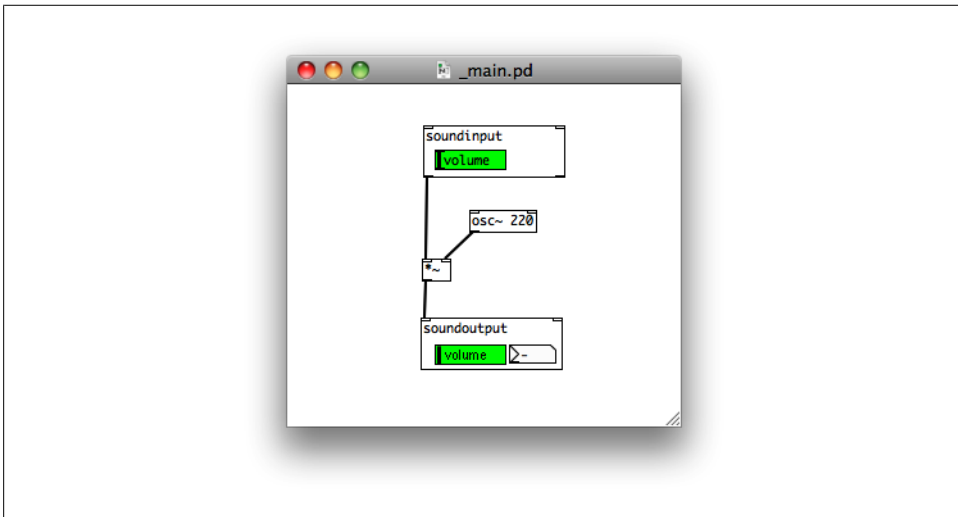 _main.pd
soundinput
volume
osc~ 220
*~
soundoutput
volume -